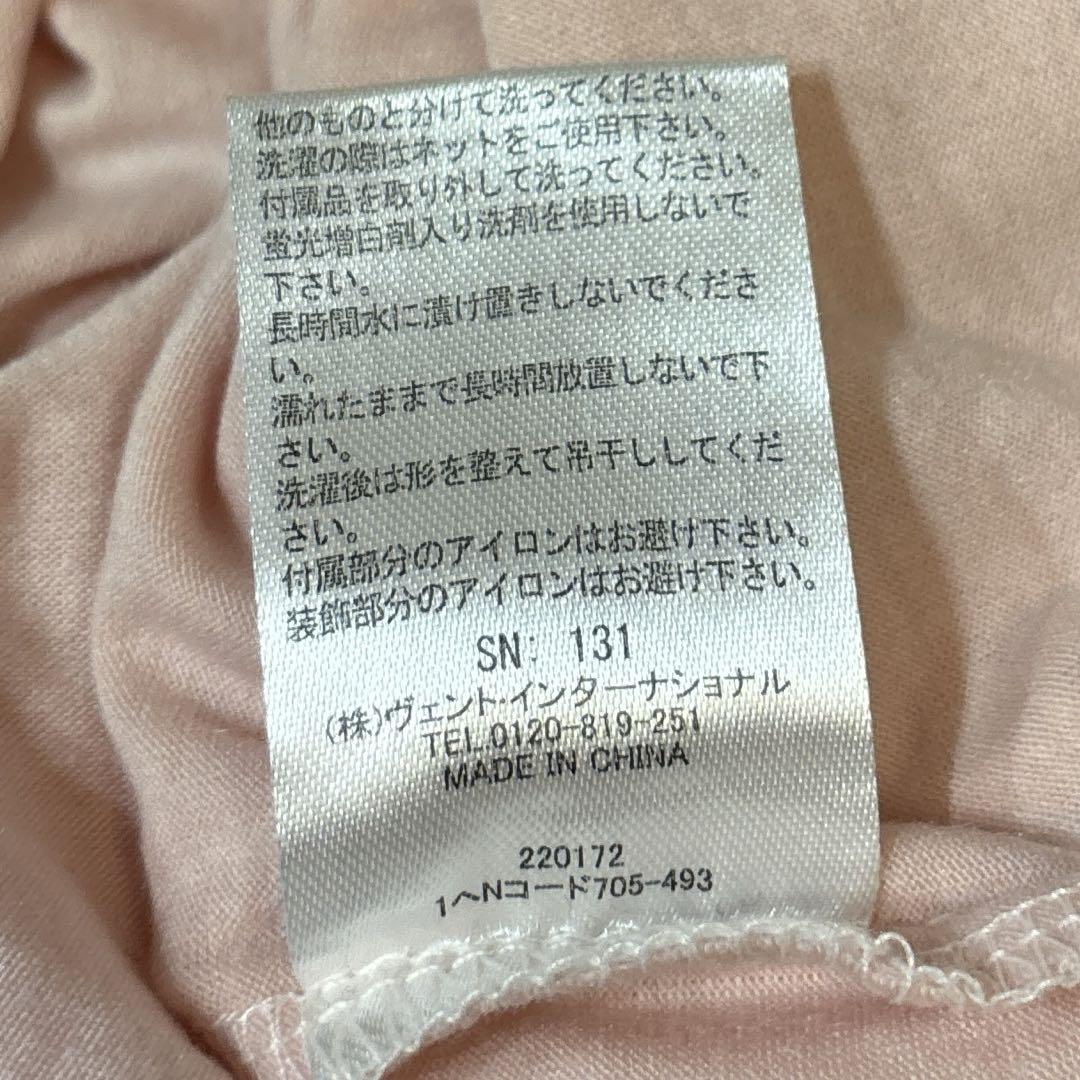 他のものと分けて洗ってください。
洗濯の際はネットをご使用下さい。
付属品を取り外して洗ってください。
蛍光増白剤入り洗剤を使用しないで
下さい。
長時間水に漬け置きしないでくださ
い。
濡れたままで長時間放置しないで下
さい。
洗濯後は形を整えて吊干ししてくだ
さい。
付属部分のアイロンはお避け下さい。
装飾部分のアイロンはお避け下さい。
SN: 131
(株)ヴェント・インターナショナル
TEL.0120-819-251
MADE IN CHINA
220172
1ヘNコード705-493